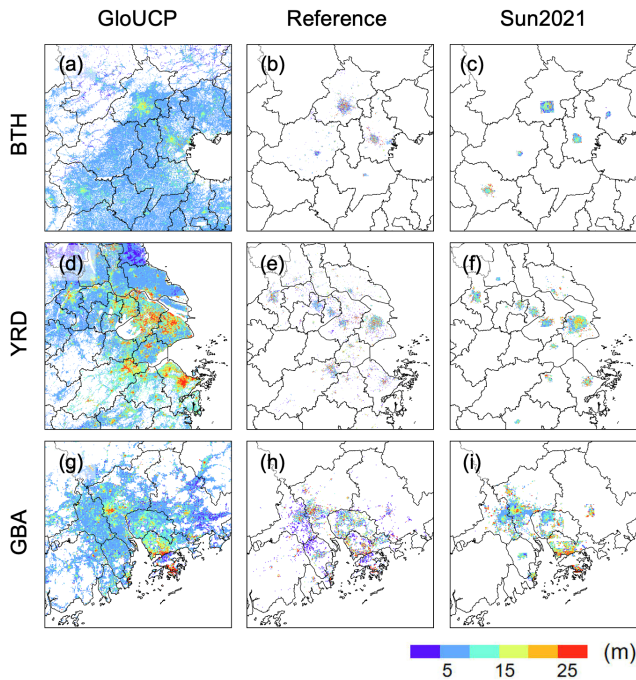 GloUCP Reference Sun2021
BTH (a) (b) (c)
YRD (d) (e) (f)
GBA (g) (h) (i)
5 15 25 (m)